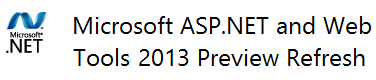 Microsoft®
.NET
Microsoft ASP.NET and Web
Tools 2013 Preview Refresh